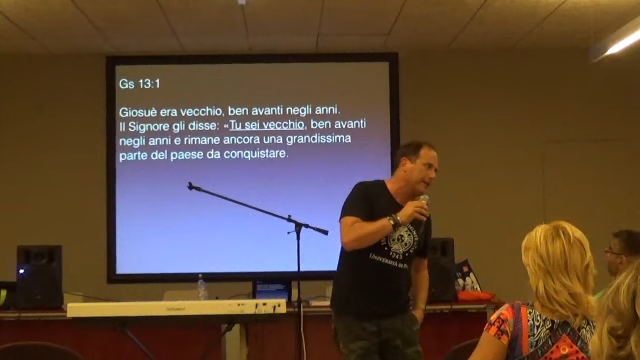 Gs 13:1
Giosuè era vecchio, ben avanti negli anni.
Il Signore gli disse: «Tu sei vecchio, ben avanti
negli anni e rimane ancora una grandissima
parte del paese da conquistare.
UNIVERSITÀ